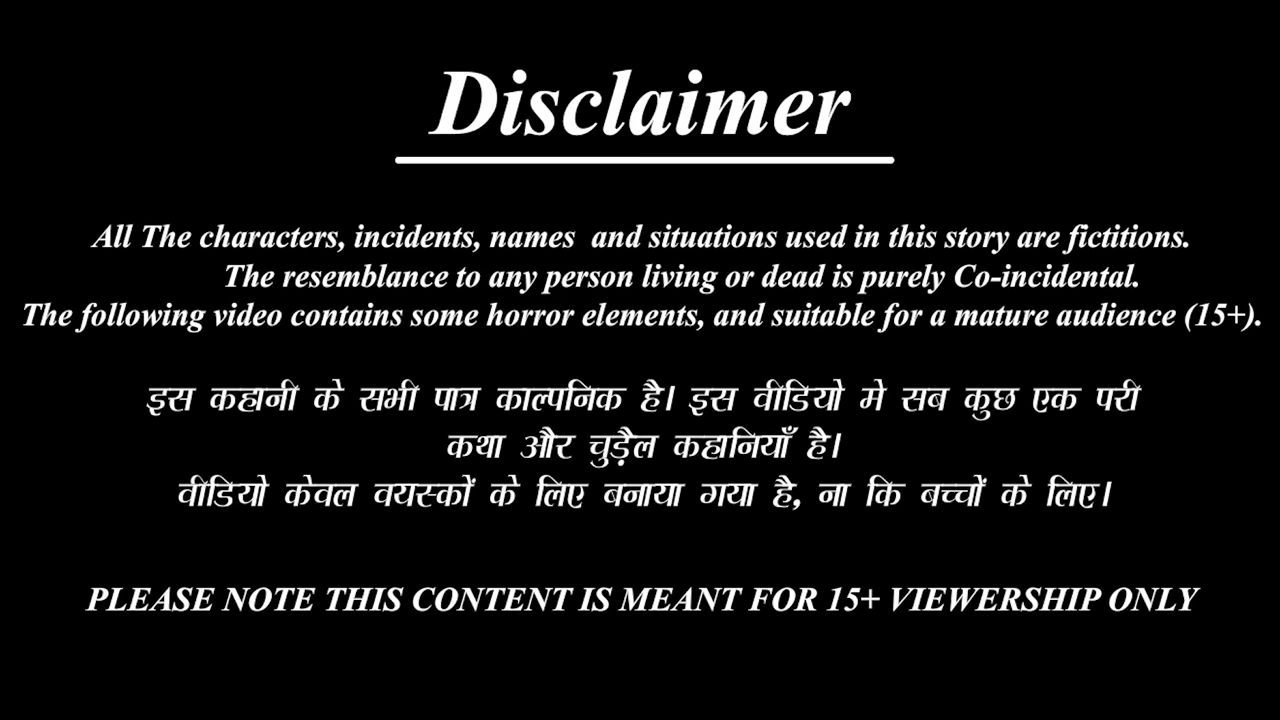 Disclaimer
All The characters, incidents, names and situations used in this story are fictitions.
The resemblance to any person living or dead is purely Co-incidental.
The following video contains some horror elements, and suitable for a mature audience (15+).
इस कहानी के सभी पात्र काल्पनिक है। इस वीडियो मे सब कुछ एक परी
कथा और चुड़ैल कहानियाँ है।
वीडियो केवल वयस्कों के लिए बनाया गया है, ना कि बच्चों के लिए।
PLEASE NOTE THIS CONTENT IS MEANT FOR 15+ VIEWERSHIP ONLY